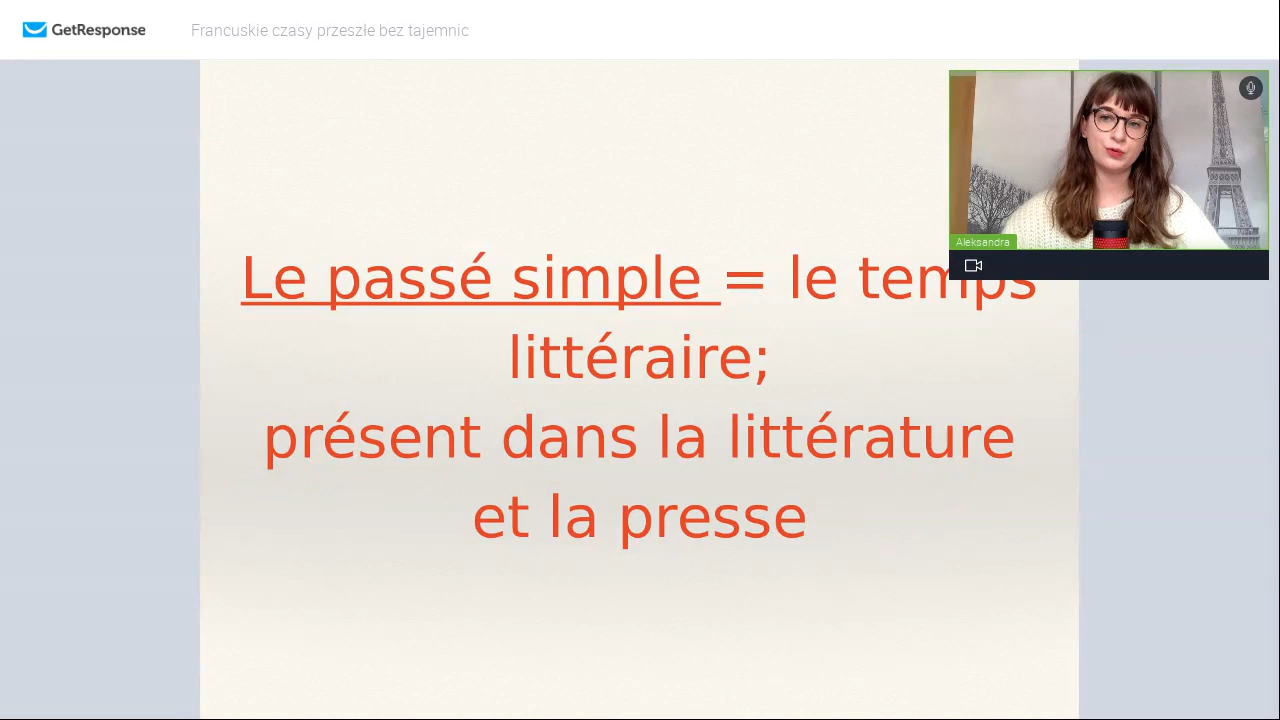 GetResponse
Francuskie czasy przeszłe bez tajemnic
Aleksandra
Le passé simple = le temps
littéraire;
présent dans la littérature
et la presse